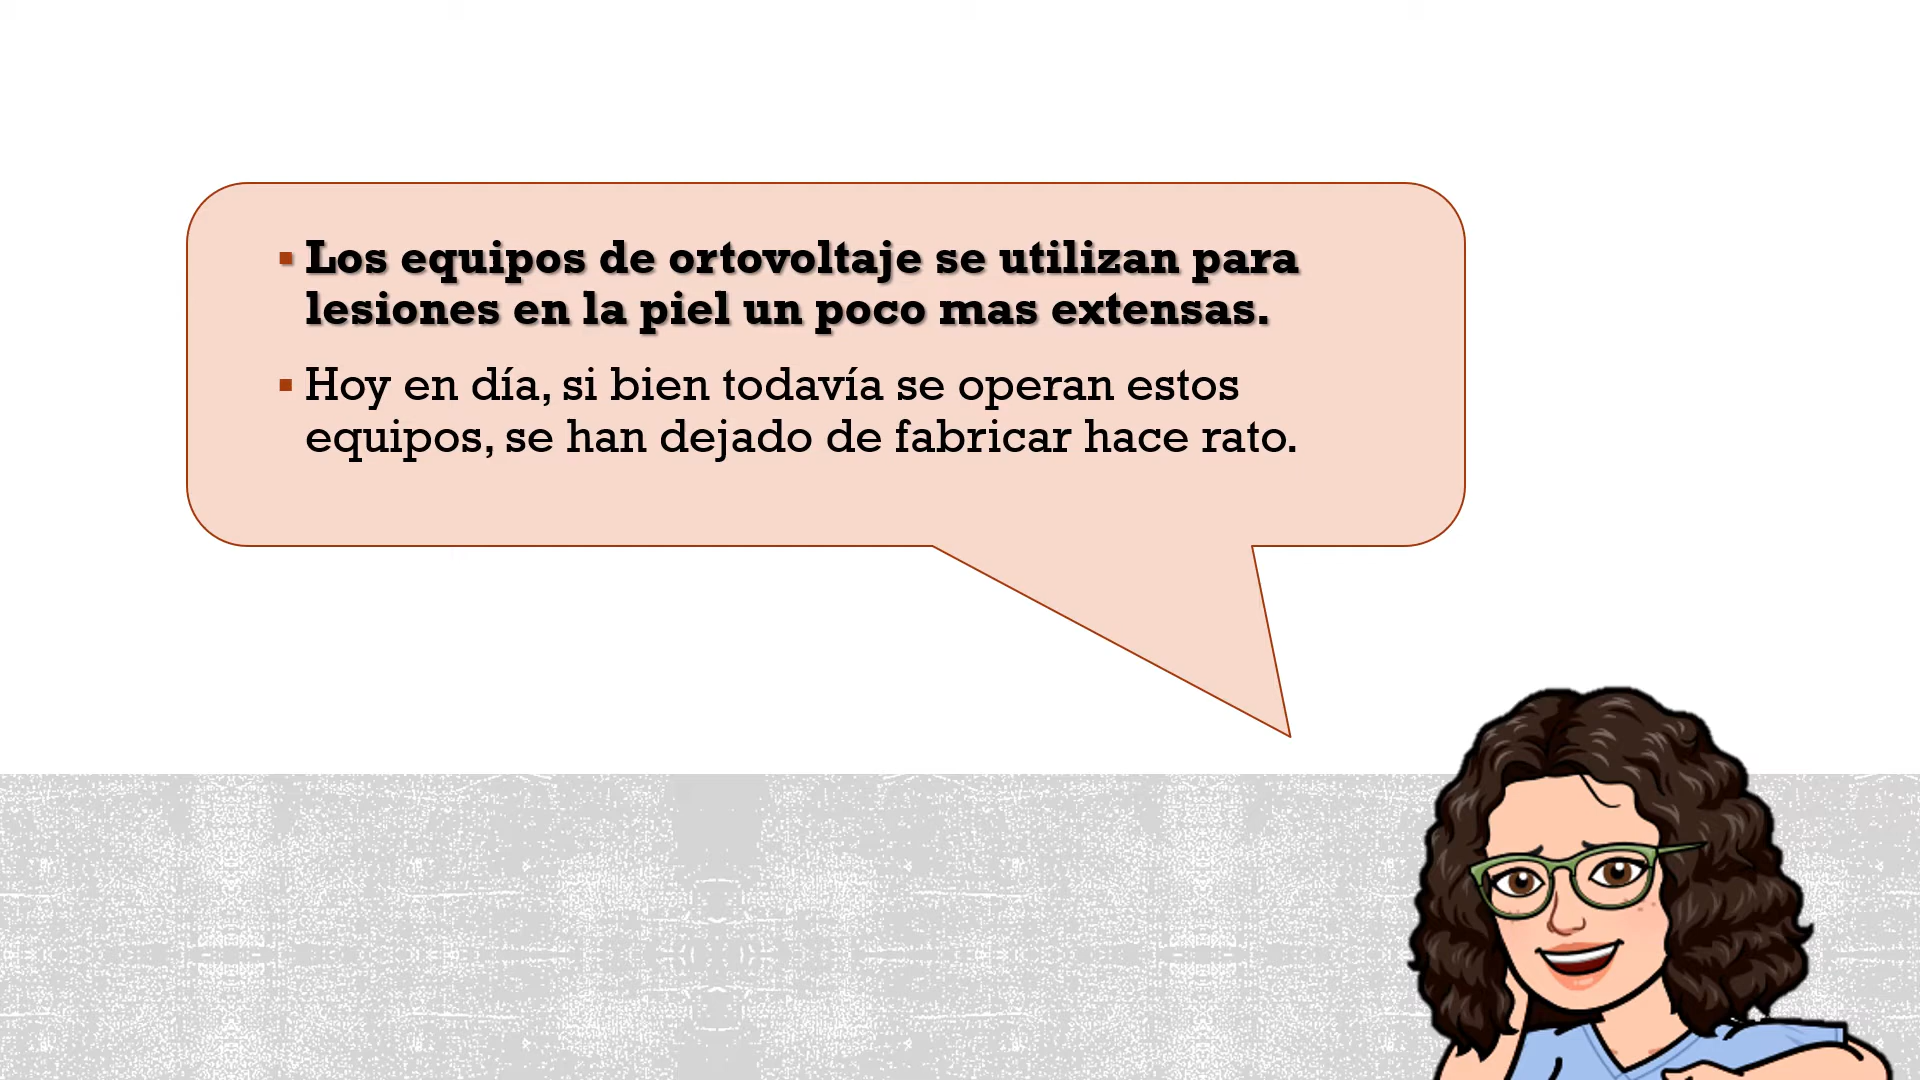 ▪ Los equipos de ortovoltaje se utilizan para
lesiones en la piel un poco mas extensas.
▪ Hoy en día, si bien todavía se operan estos
equipos, se han dejado de fabricar hace rato.